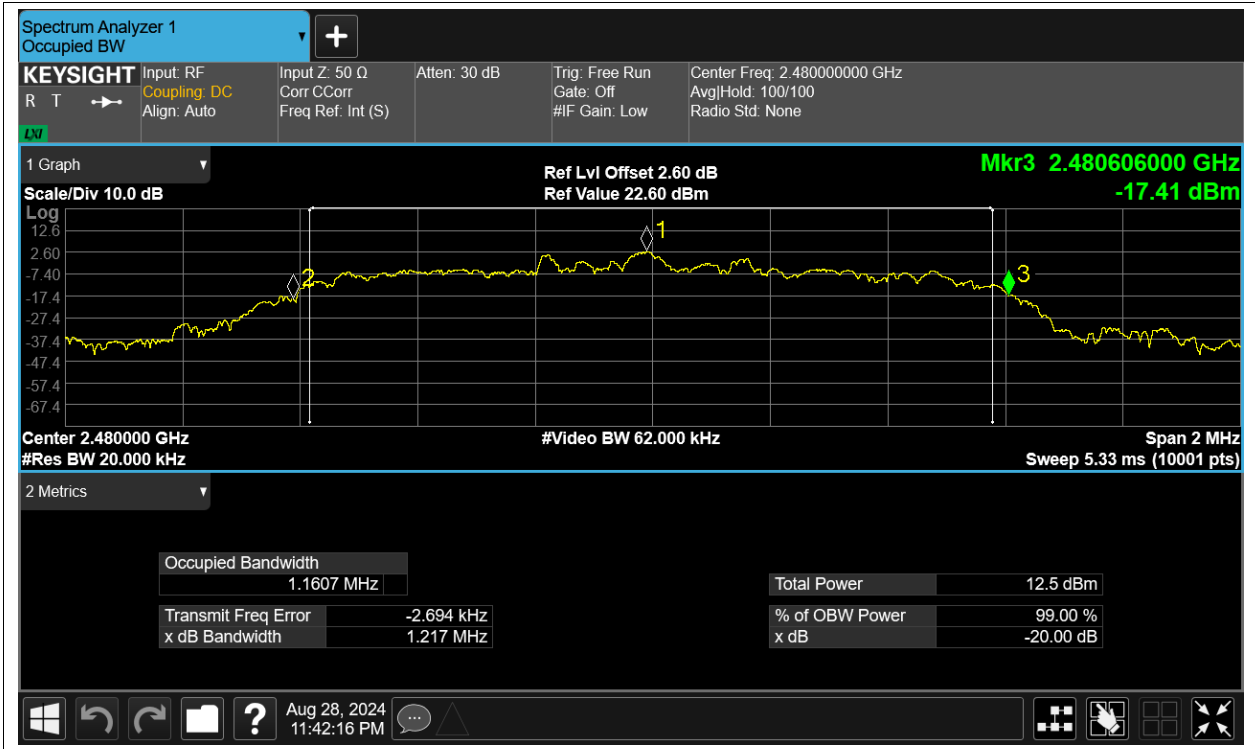 Spectrum Analyzer 1
Occupied BW
KEYSIGHT
R T
LXI
Input: RF
Coupling: DC
Align: Auto
Input Z: 50 Ω
Corr CCorr
Freq Ref: Int (S)
Atten: 30 dB
Trig: Free Run
Gate: Off
#IF Gain: Low
Center Freq: 2.480000000 GHz
Avg|Hold: 100/100
Radio Std: None
1 Graph
Scale/Div 10.0 dB
Ref Lvl Offset 2.60 dB
Ref Value 22.60 dBm
Mkr3 2.480606000 GHz
-17.41 dBm
Log
12.6
2.60
-7.40
-17.4
-27.4
-37.4
-47.4
-57.4
-67.4
1
2
3
Center 2.480000 GHz
#Res BW 20.000 kHz
#Video BW 62.000 kHz
Span 2 MHz
Sweep 5.33 ms (10001 pts)
2 Metrics
Occupied Bandwidth
1.1607 MHz
Transmit Freq Error -2.694 kHz
x dB Bandwidth 1.217 MHz
Total Power 12.5 dBm
% of OBW Power 99.00 %
x dB -20.00 dB
?
Aug 28, 2024
11:42:16 PM